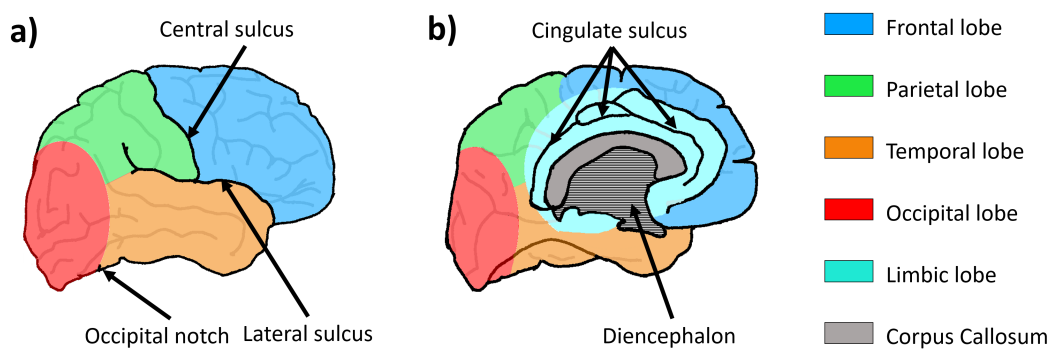 a)
Central sulcus
Occipital notch
Lateral sulcus
b)
Cingulate sulcus
Diencephalon
Frontal lobe
Parietal lobe
Temporal lobe
Occipital lobe
Limbic lobe
Corpus Callosum